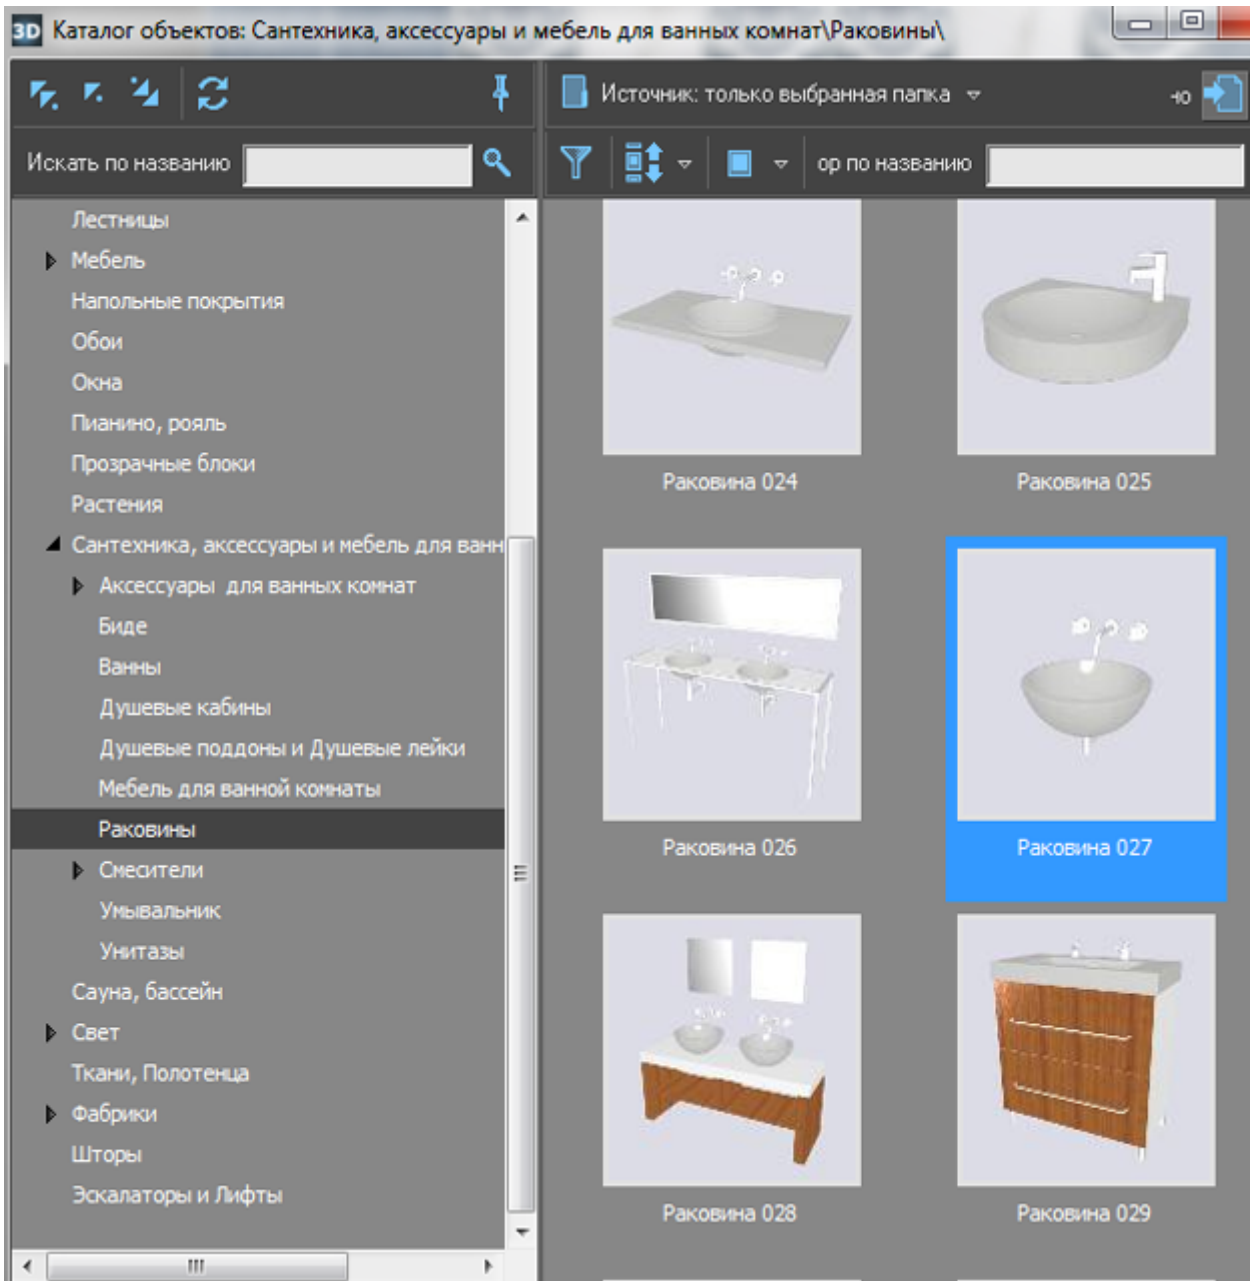 3D Каталог объектов: Сантехника, аксессуары и мебель для ванных комнат\Раковины\
Источник: только выбранная папка
Искать по названию
ор по названию
Лестницы
Мебель
Напольные покрытия
Обои
Окна
Пианино, рояль
Прозрачные блоки
Растения
Сантехника, аксессуары и мебель для ванн
Аксессуары для ванных комнат
Биде
Ванны
Душевые кабины
Душевые поддоны и Душевые лейки
Мебель для ванной комнаты
Раковины
Смесители
Умывальник
Унитазы
Сауна, бассейн
Свет
Ткани, Полотенца
Фабрики
Шторы
Эскалаторы и Лифты
Раковина 024
Раковина 025
Раковина 026
Раковина 027
Раковина 028
Раковина 029